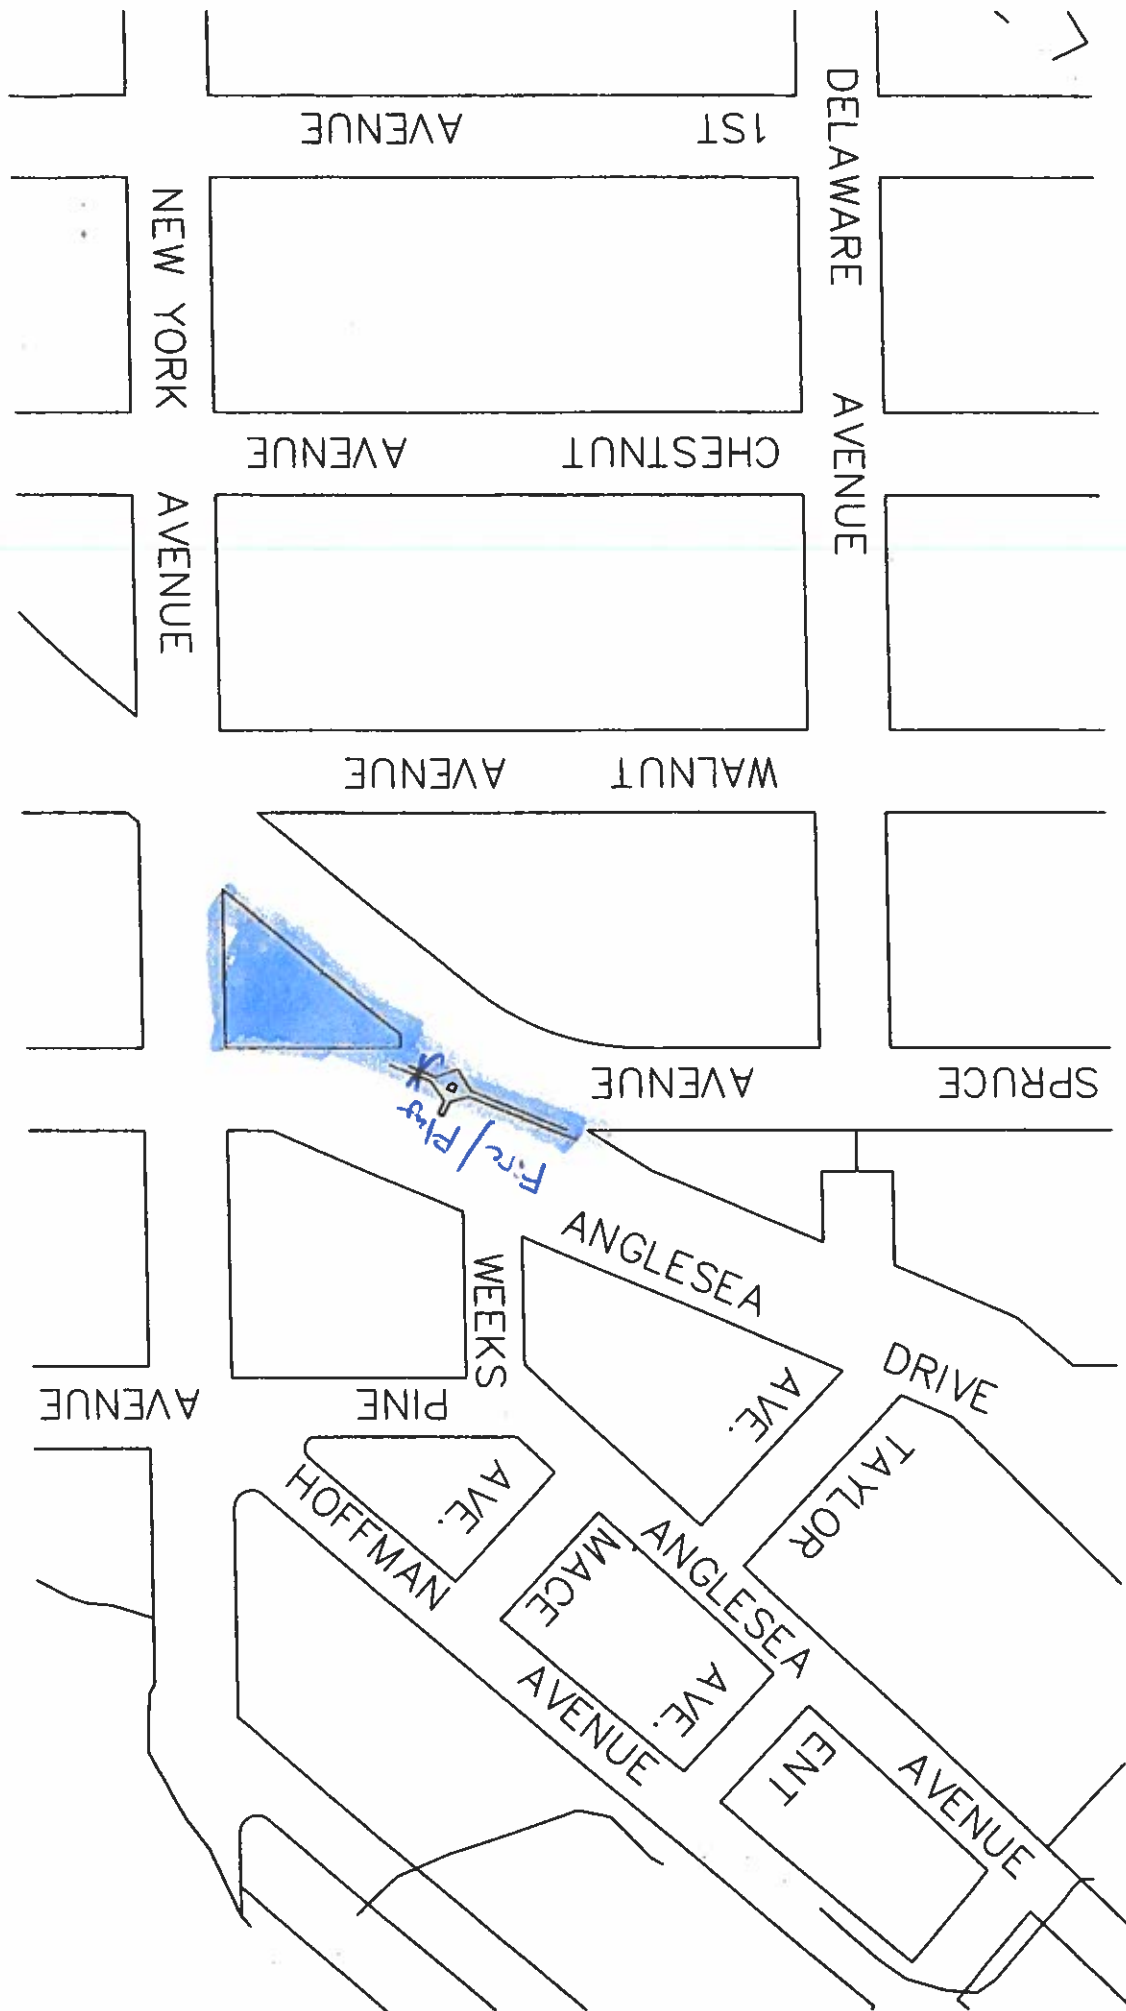 1ST AVENUE
DELAWARE AVENUE
NEW YORK AVENUE
CHESTNUT AVENUE
WALNUT AVENUE
SPRUCE AVENUE
Fire/Play
ANGLESEA DRIVE
WEEKS AVE.
PINE AVENUE
TAYLOR AVE.
HOFFMAN AVENUE
MACE AVE.
ANGLESEA AVENUE
ENT